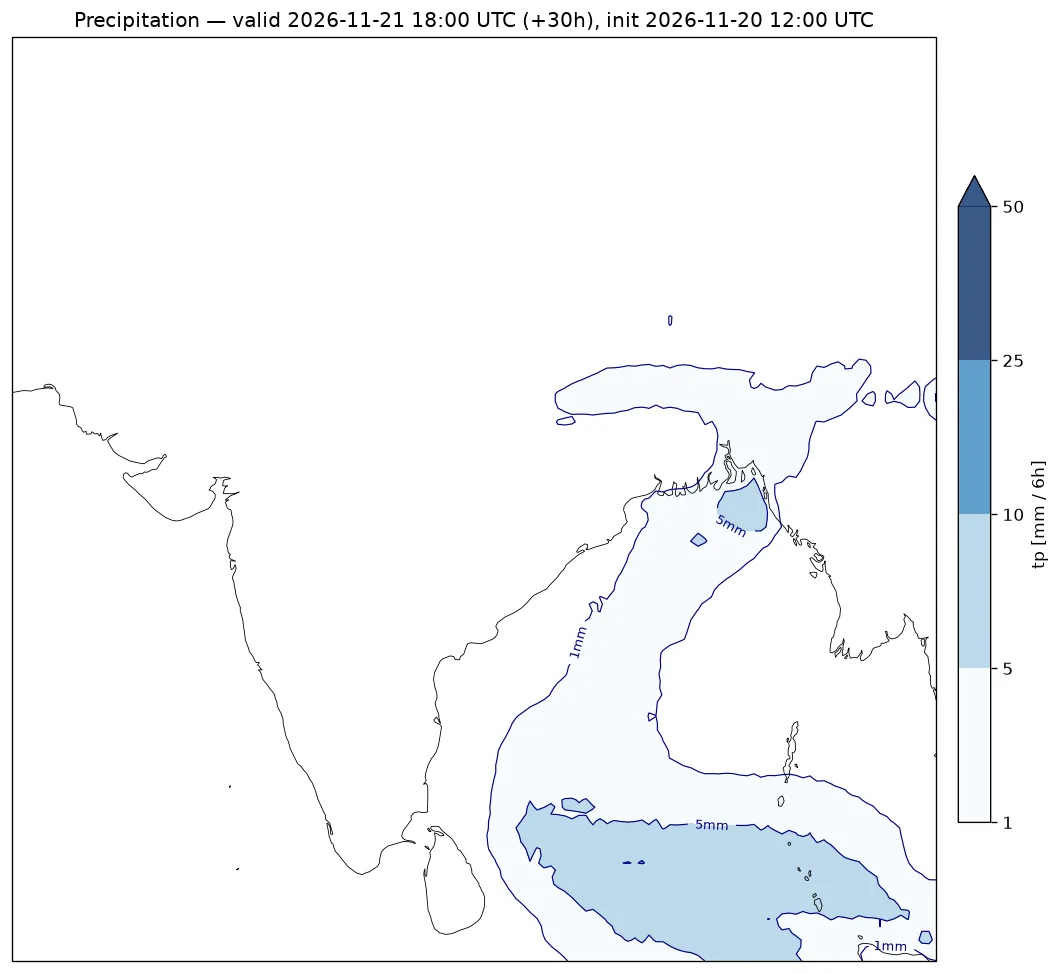 Precipitation — valid 2026-11-21 18:00 UTC (+30h), init 2026-11-20 12:00 UTC
50
25
10
5
1
tp [mm / 6h]
5mm
1mm
5mm
1mm